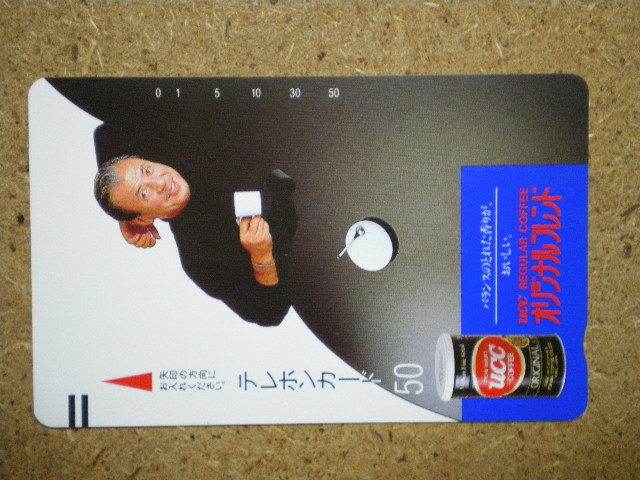 0 1 5 10 30 50
矢印の方向に
お入れください。
テレホンカード
50
バランスのとれた香りが、
おいしい。
UCC REGULAR COFFEE
オリジナルブレンド
UCC
COFFEE
ORIGINAL